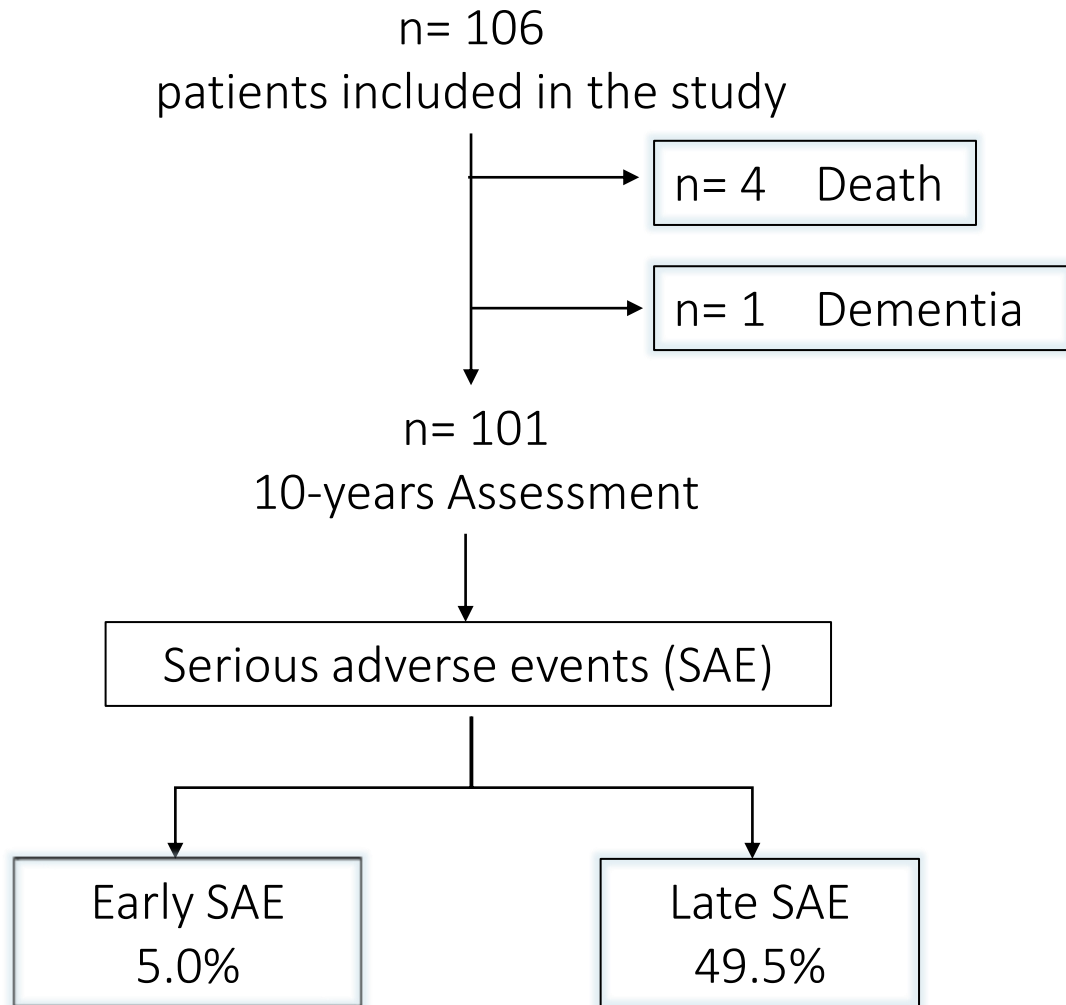 n= 106
patients included in the study
n= 4 Death
n= 1 Dementia
n= 101
10-years Assessment
Serious adverse events (SAE)
Early SAE
5.0%
Late SAE
49.5%